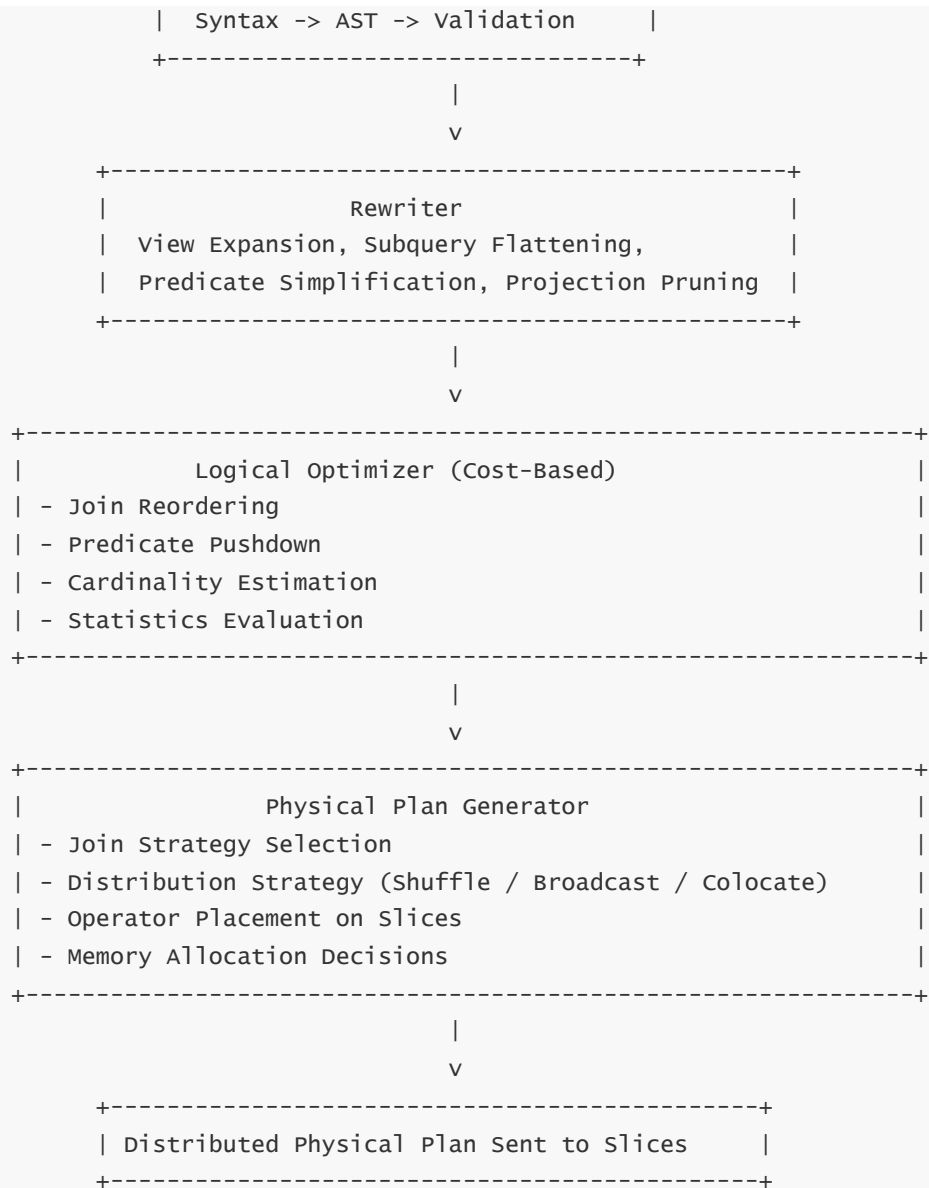 |  Syntax -> AST -> Validation     |
+---------------------------------+
|
v
+------------------------------------------------+
|                 Rewriter                       |
|  View Expansion, Subquery Flattening,          |
|  Predicate Simplification, Projection Pruning  |
+------------------------------------------------+
|
v
+---------------------------------------------------------------+
|            Logical Optimizer (Cost-Based)                     |
| - Join Reordering                                             |
| - Predicate Pushdown                                          |
| - Cardinality Estimation                                      |
| - Statistics Evaluation                                       |
+---------------------------------------------------------------+
|
v
+---------------------------------------------------------------+
|                 Physical Plan Generator                       |
| - Join Strategy Selection                                     |
| - Distribution Strategy (Shuffle / Broadcast / Colocate)      |
| - Operator Placement on Slices                                |
| - Memory Allocation Decisions                                 |
+---------------------------------------------------------------+
|
v
+----------------------------------------------+
| Distributed Physical Plan Sent to Slices     |
+----------------------------------------------+